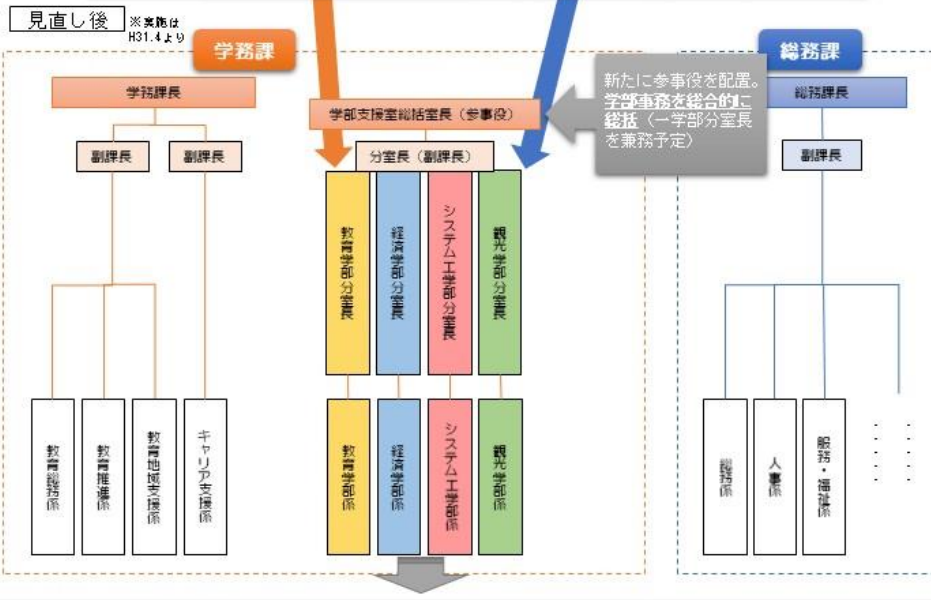 見直し後
※実施は
H31.4より
学務課
総務課
学務課長
副課長
副課長
学部支援室総括室長（参事役）
分室長（副課長）
新たに参事役を配置。
学部事務を総合的に
総括（一学部分室長
を兼務予定）
総務課長
副課長
教育学部分室長
経済学部分室長
システム工学部分室長
観光学部分室長
教育総務係
教育推進係
教育地域支援係
キャリア支援係
教育学部係
経済学部係
システム工学部係
観光学部係
総務係
人事係
服務・福祉係